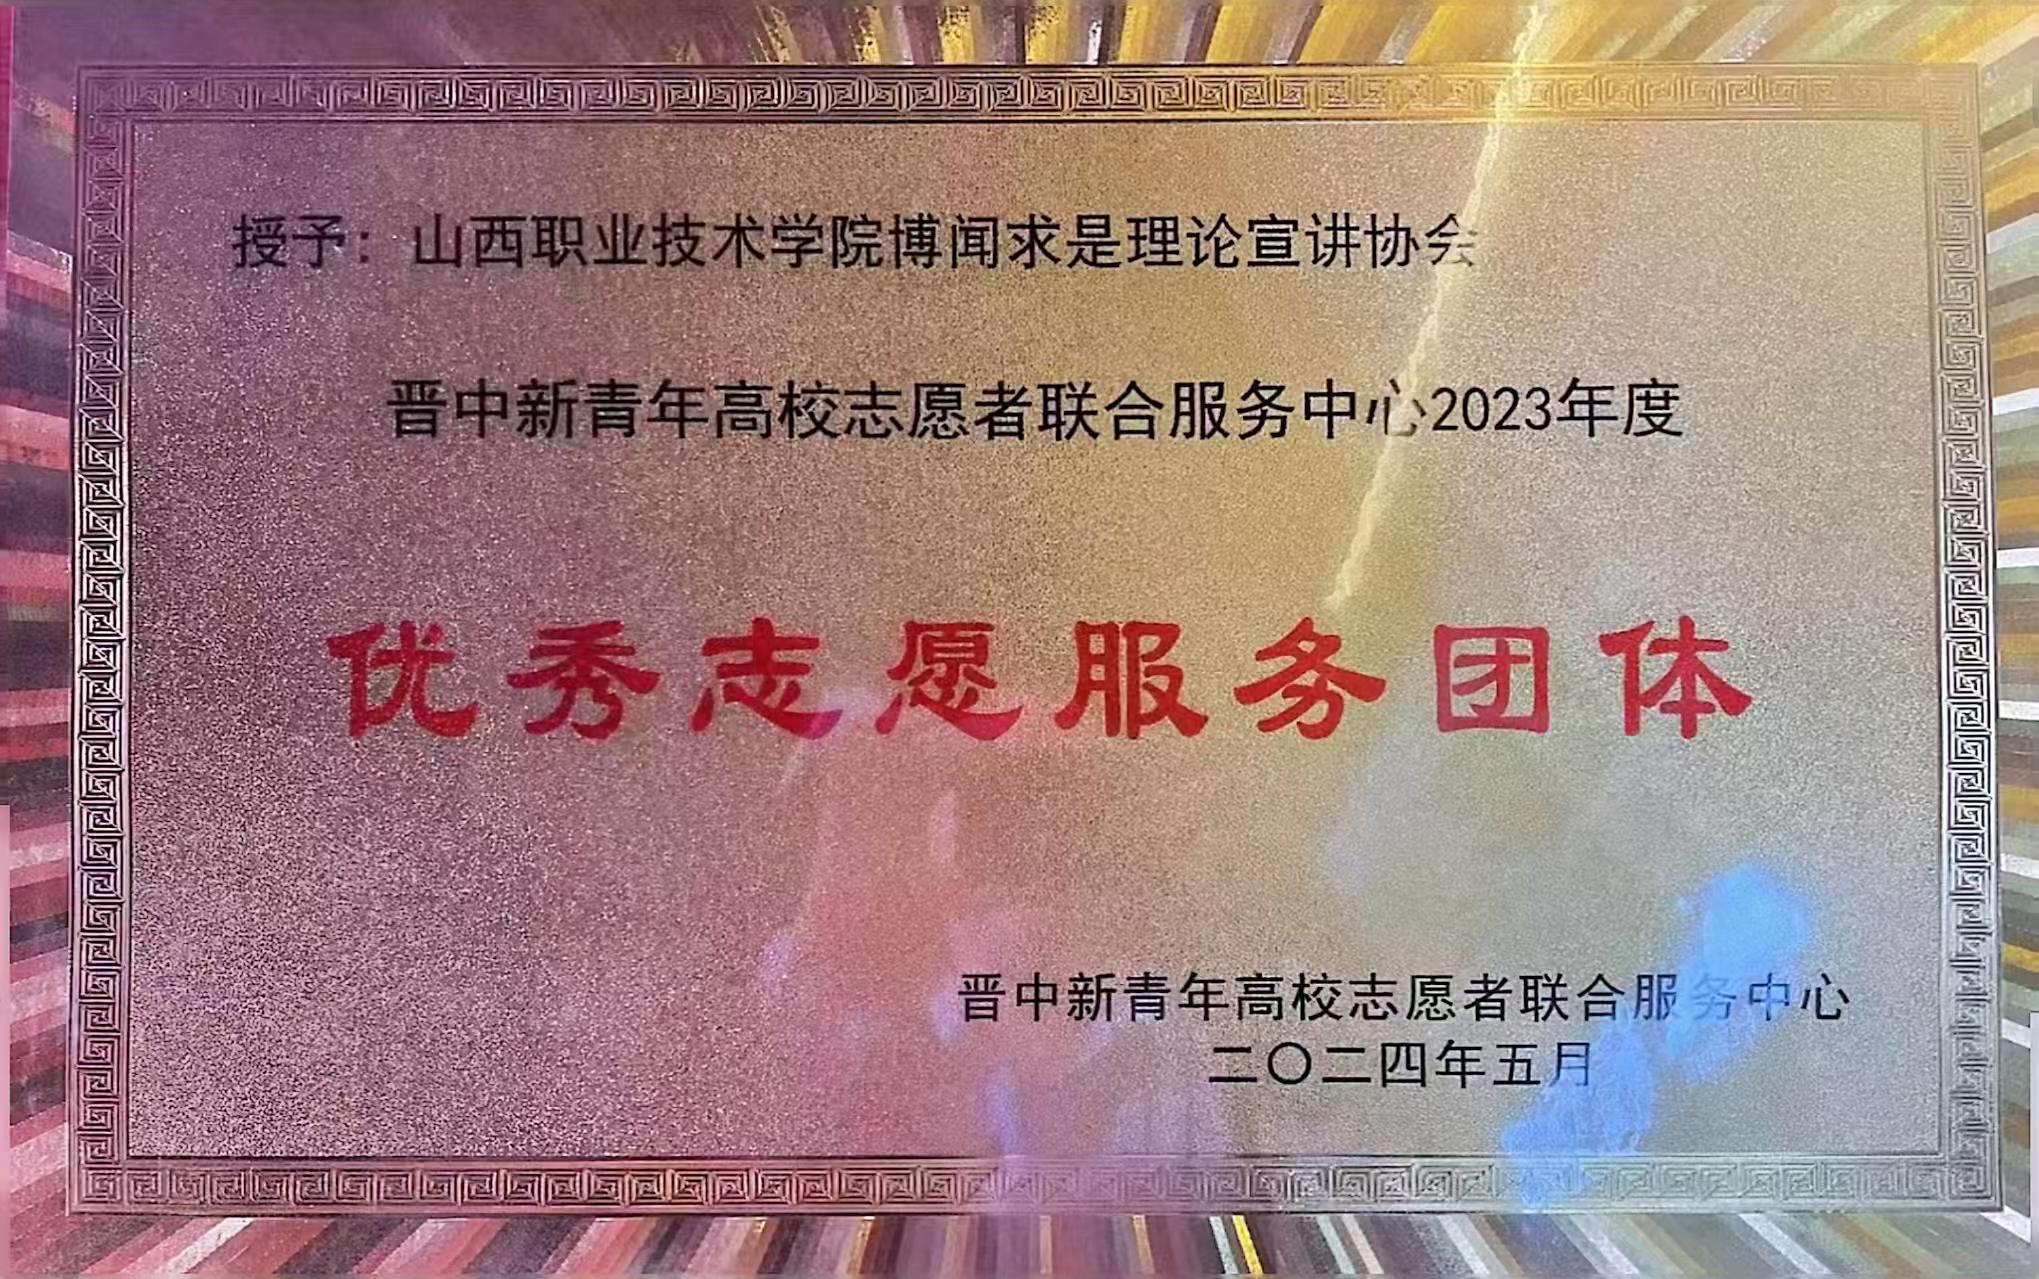 授予：山西职业技术学院博闻求是理论宣讲协会
晋中新青年高校志愿者联合服务中心2023年度
优秀志愿服务团体
晋中新青年高校志愿者联合服务中心
二〇二四年五月